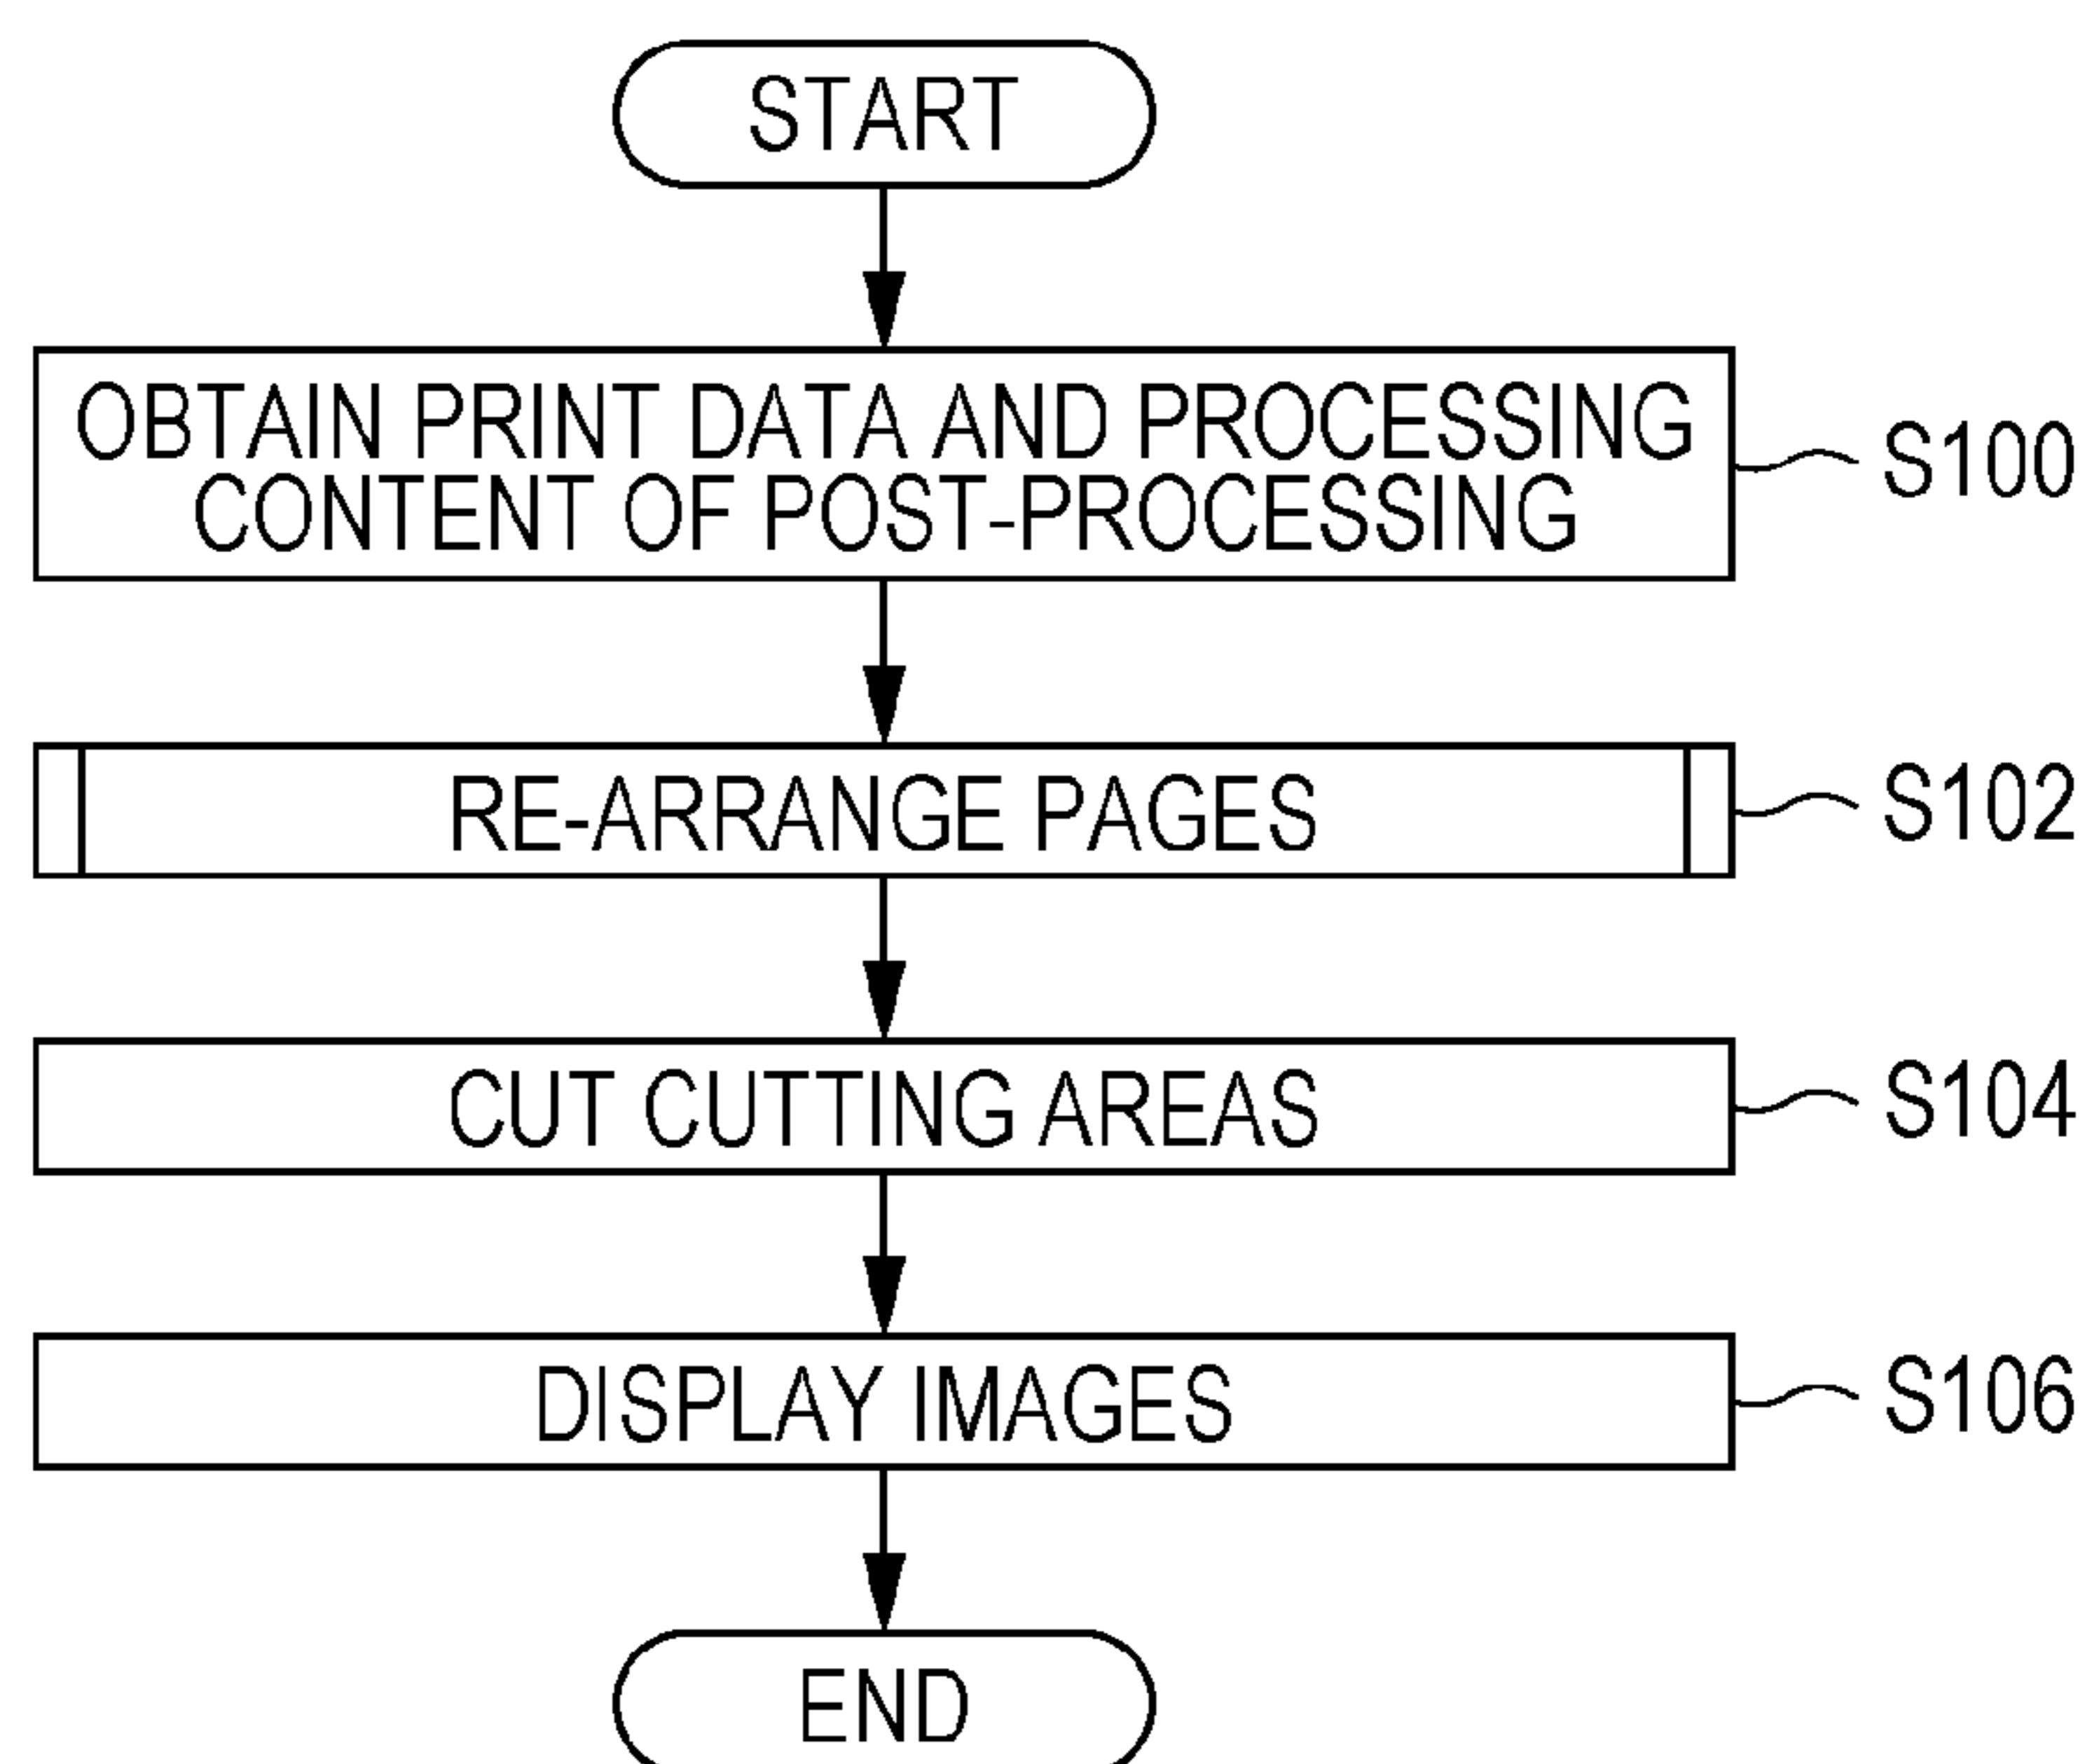 START
OBTAIN PRINT DATA AND PROCESSING
CONTENT OF POST-PROCESSING
S100
RE-ARRANGE PAGES
S102
CUT CUTTING AREAS
S104
DISPLAY IMAGES
S106
END